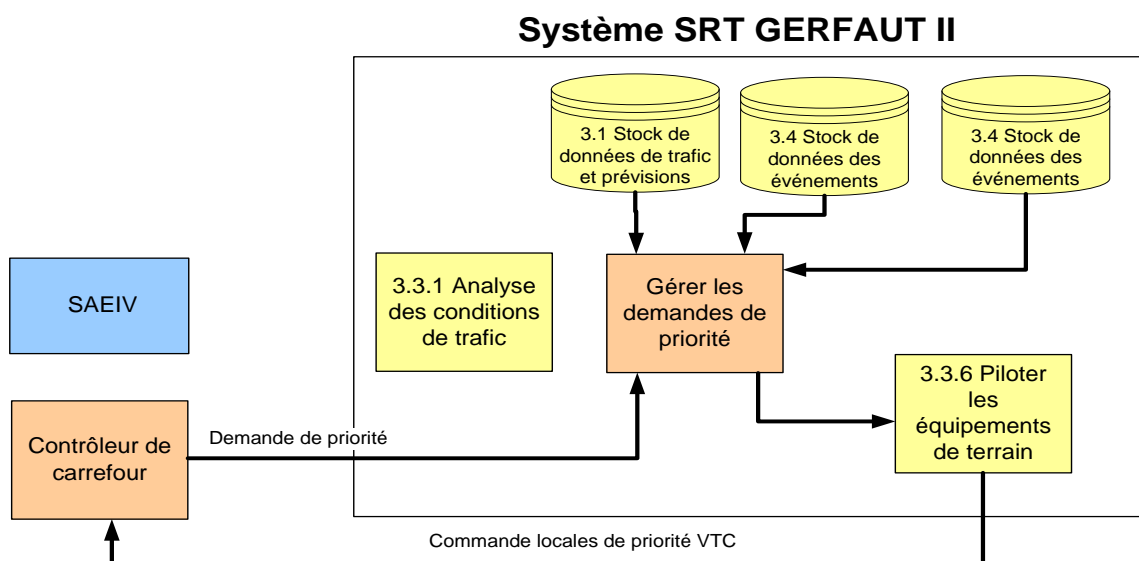 Système SRT GERFAUT II
3.1 Stock de
données de trafic
et prévisions
3.4 Stock de
données des
événements
3.4 Stock de
données des
événements
SAEIV
3.3.1 Analyse
des conditions
de trafic
Gérer les
demandes de
priorité
3.3.6 Piloter
les
équipements
de terrain
Contrôleur de
carrefour
Demande de priorité
Commande locales de priorité VTC